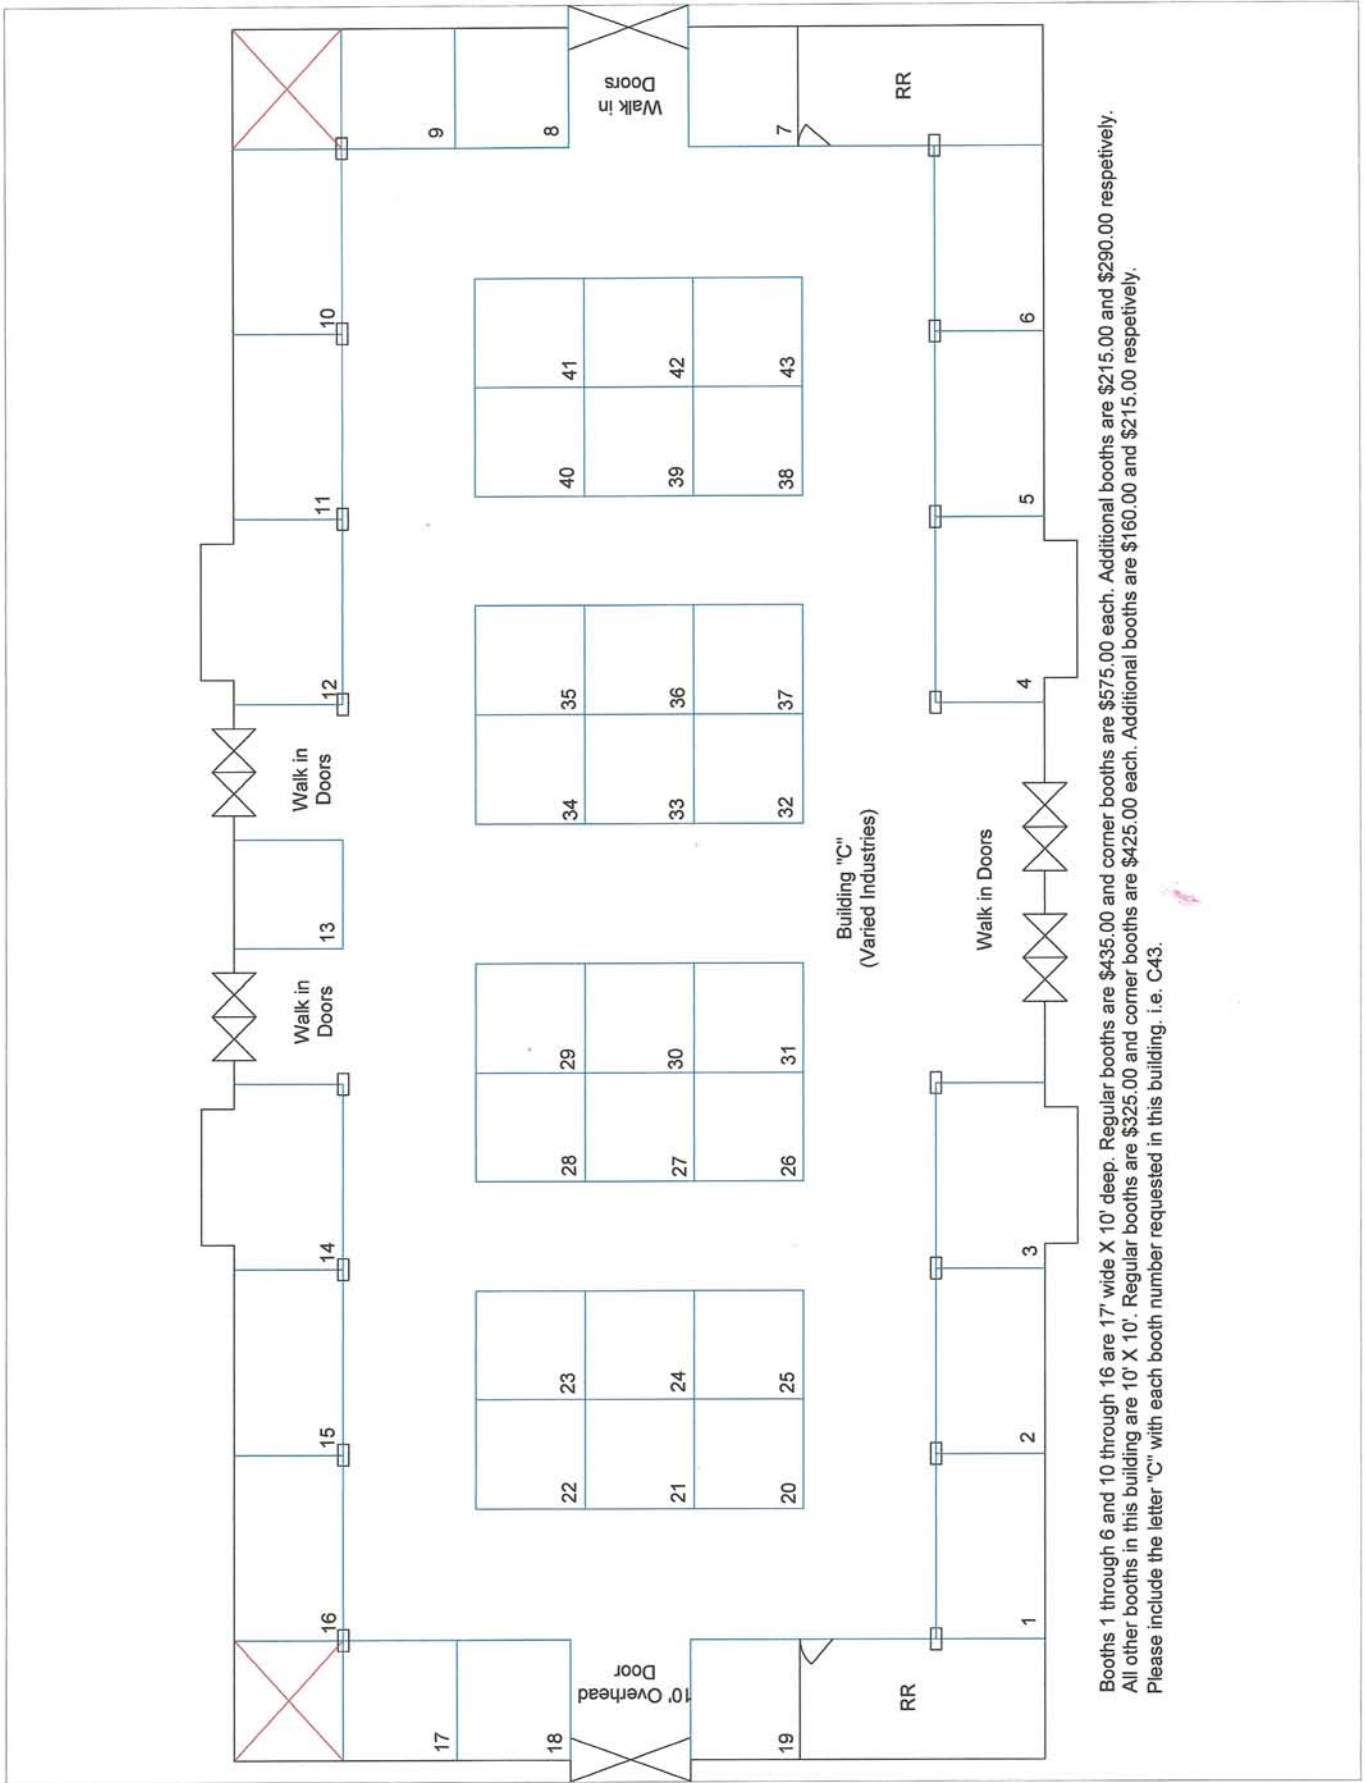 Walk in
Doors
Walk in
Doors
16
15
14
13
12
11
10
17
9
18
22
23
28
29
34
35
40
41
8
10' Overhead
Door
Walk in
Doors
21
24
27
30
33
36
39
42
19
20
25
26
31
32
37
38
43
7
Building "C"
(Varied Industries)
RR
RR
Walk in Doors
1
2
3
4
5
6
Booths 1 through 6 and 10 through 16 are 17' wide X 10' deep. Regular booths are $435.00 and corner booths are $575.00 each. Additional booths are $215.00 and $290.00 respetively.
All other booths in this building are 10' X 10'. Regular booths are $325.00 and corner booths are $425.00 each. Additional booths are $160.00 and $215.00 respetively.
Please include the letter "C" with each booth number requested in this building. i.e. C43.